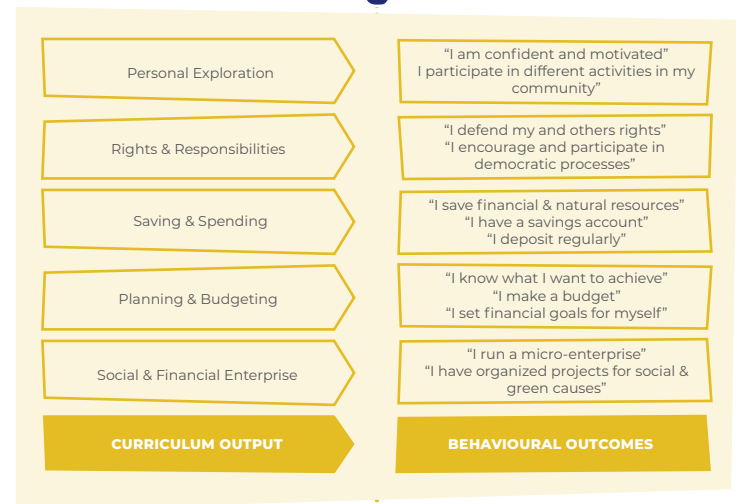 Personal Exploration
“I am confident and motivated”
I participate in different activities in my
community”
Rights & Responsibilities
“I defend my and others rights”
“I encourage and participate in
democratic processes”
Saving & Spending
“I save financial & natural resources”
“I have a savings account”
“I deposit regularly”
Planning & Budgeting
“I know what I want to achieve”
“I make a budget”
“I set financial goals for myself”
Social & Financial Enterprise
“I run a micro-enterprise”
“I have organized projects for social &
green causes”
CURRICULUM OUTPUT
BEHAVIOURAL OUTCOMES